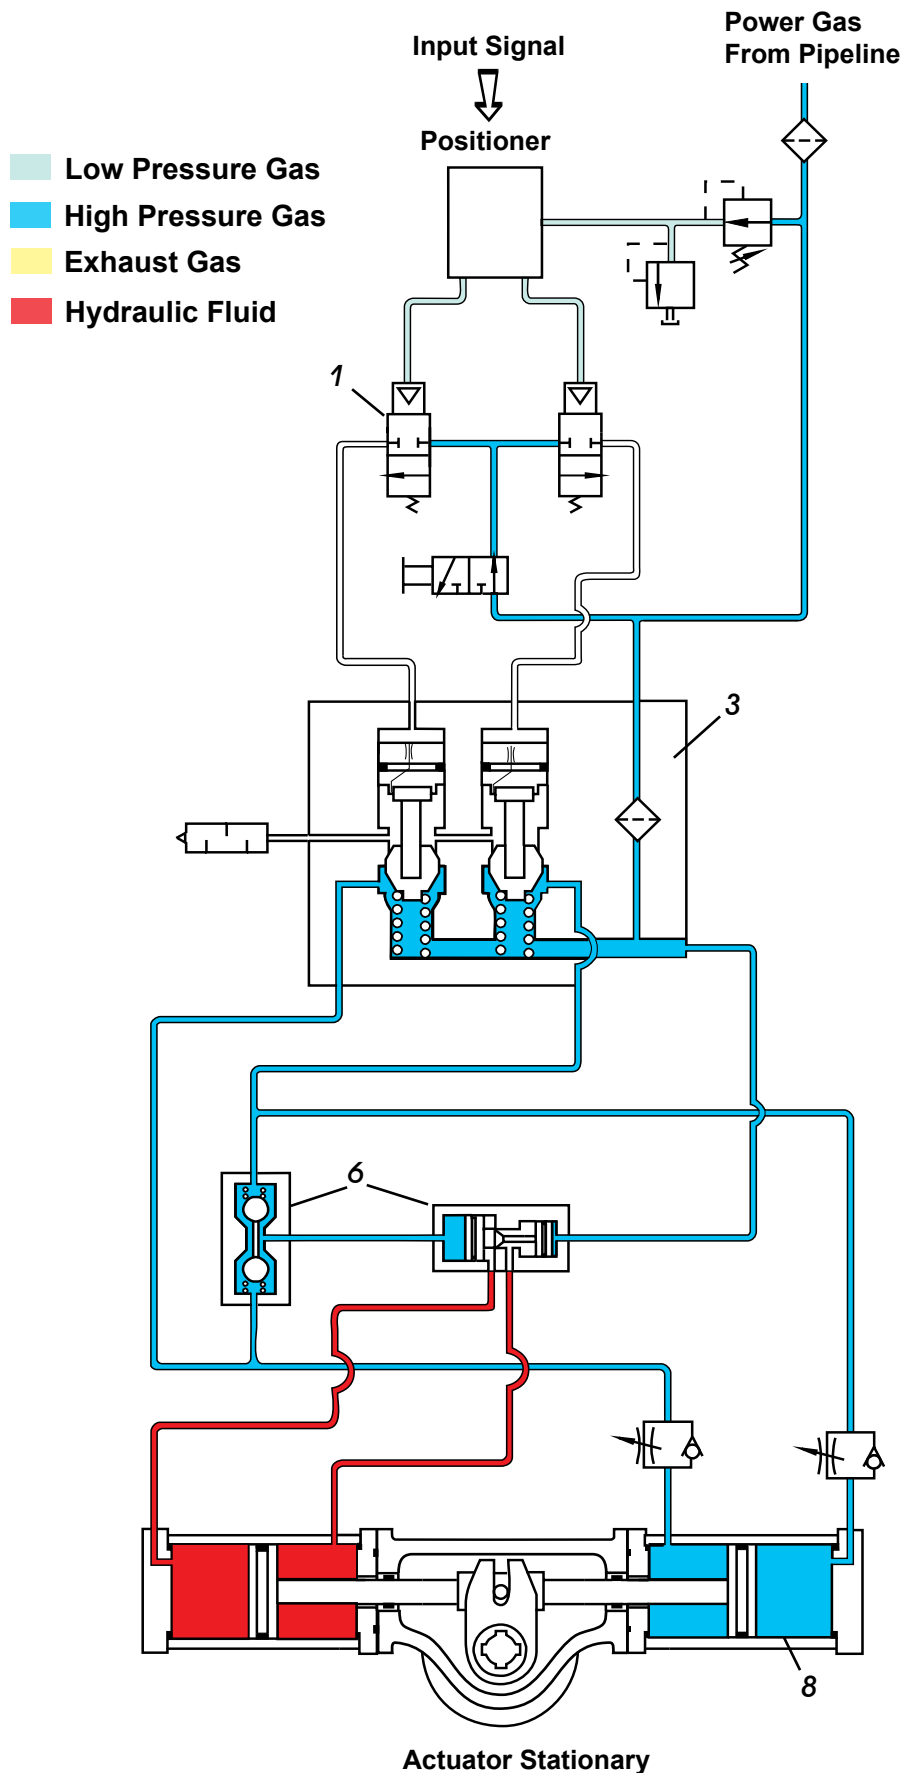 Power Gas
From Pipeline
Input Signal
Positioner
Low Pressure Gas
High Pressure Gas
Exhaust Gas
Hydraulic Fluid
1
3
6
8
Actuator Stationary